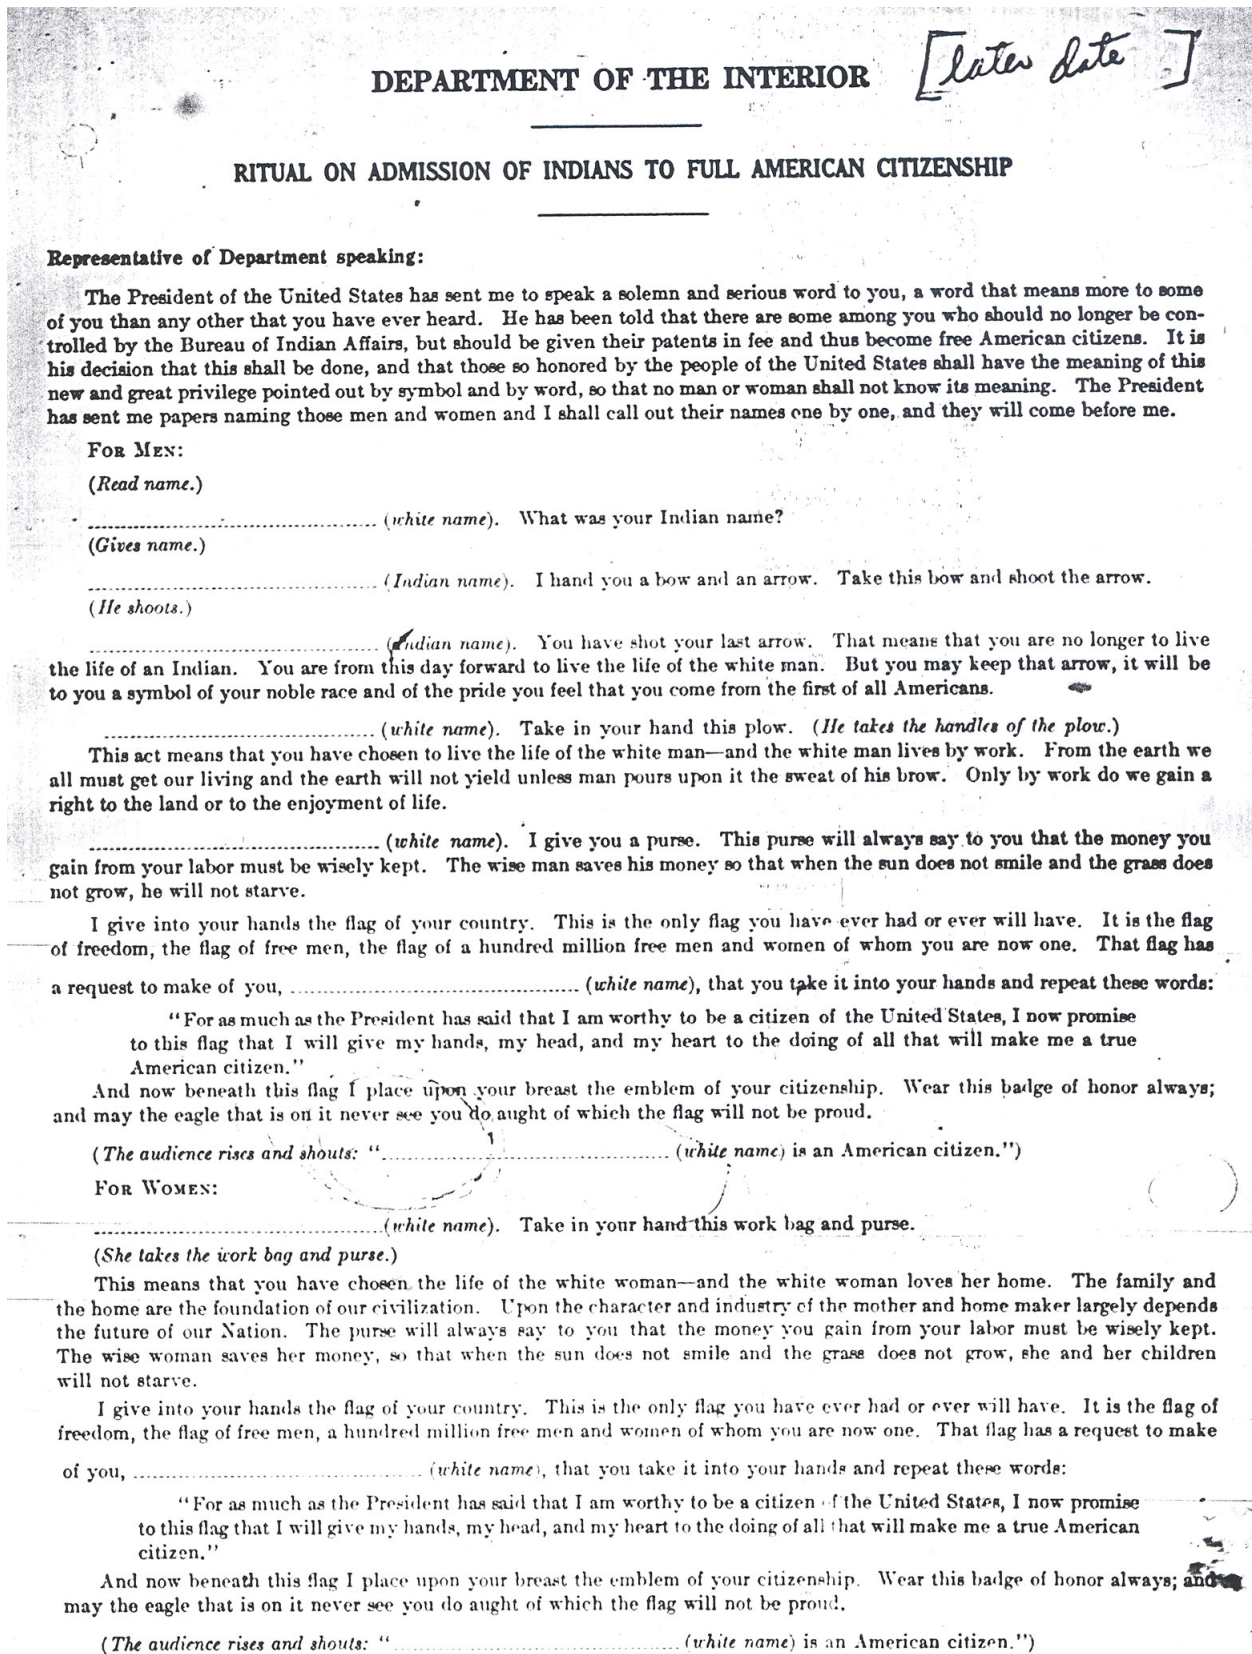 [later date]
DEPARTMENT OF THE INTERIOR
RITUAL ON ADMISSION OF INDIANS TO FULL AMERICAN CITIZENSHIP
Representative of Department speaking:
The President of the United States has sent me to speak a solemn and serious word to you, a word that means more to some
of you than any other that you have ever heard. He has been told that there are some among you who should no longer be con-
trolled by the Bureau of Indian Affairs, but should be given their patents in fee and thus become free American citizens. It is
his decision that this shall be done, and that those so honored by the people of the United States shall have the meaning of this
new and great privilege pointed out by symbol and by word, so that no man or woman shall not know its meaning. The President
has sent me papers naming those men and women and I shall call out their names one by one, and they will come before me.
FOR MEN:
(Read name.)
.................................... (white name). What was your Indian name?
(Gives name.)
.................................... (Indian name). I hand you a bow and an arrow. Take this bow and shoot the arrow.
(He shoots.)
.................................... (Indian name). You have shot your last arrow. That means that you are no longer to live
the life of an Indian. You are from this day forward to live the life of the white man. But you may keep that arrow, it will be
to you a symbol of your noble race and of the pride you feel that you come from the first of all Americans.
.................................... (white name). Take in your hand this plow. (He takes the handles of the plow.)
This act means that you have chosen to live the life of the white man—and the white man lives by work. From the earth we
all must get our living and the earth will not yield unless man pours upon it the sweat of his brow. Only by work do we gain a
right to the land or to the enjoyment of life.
.................................... (white name). I give you a purse. This purse will always say to you that the money you
gain from your labor must be wisely kept. The wise man saves his money so that when the sun does not smile and the grass does
not grow, he will not starve.
I give into your hands the flag of your country. This is the only flag you have ever had or ever will have. It is the flag
of freedom, the flag of free men, the flag of a hundred million free men and women of whom you are now one. That flag has
a request to make of you, .................................... (white name), that you take it into your hands and repeat these words:
"For as much as the President has said that I am worthy to be a citizen of the United States, I now promise
to this flag that I will give my hands, my head, and my heart to the doing of all that will make me a true
American citizen."
And now beneath this flag I place upon your breast the emblem of your citizenship. Wear this badge of honor always;
and may the eagle that is on it never see you do aught of which the flag will not be proud.
(The audience rises and shouts: ".................................... (white name) is an American citizen.")
FOR WOMEN:
.................................... (white name). Take in your hand this work bag and purse.
(She takes the work bag and purse.)
This means that you have chosen the life of the white woman—and the white woman loves her home. The family and
the home are the foundation of our civilization. Upon the character and industry of the mother and home maker largely depends
the future of our Nation. The purse will always say to you that the money you gain from your labor must be wisely kept.
The wise woman saves her money, so that when the sun does not smile and the grass does not grow, she and her children
will not starve.
I give into your hands the flag of your country. This is the only flag you have ever had or ever will have. It is the flag of
freedom, the flag of free men, a hundred million free men and women of whom you are now one. That flag has a request to make
of you, .................................... (white name), that you take it into your hands and repeat these words:
"For as much as the President has said that I am worthy to be a citizen of the United States, I now promise
to this flag that I will give my hands, my head, and my heart to the doing of all that will make me a true American
citizen."
And now beneath this flag I place upon your breast the emblem of your citizenship. Wear this badge of honor always; and
may the eagle that is on it never see you do aught of which the flag will not be proud.
(The audience rises and shouts: ".................................... (white name) is an American citizen.")